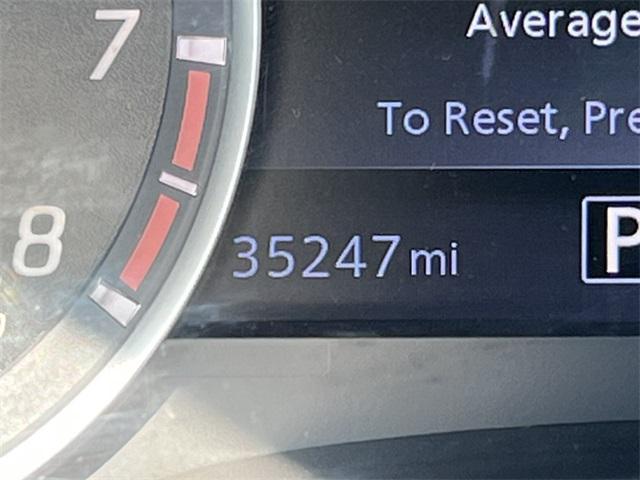 7
Average
To Reset, Pre
8
35247 mi
P